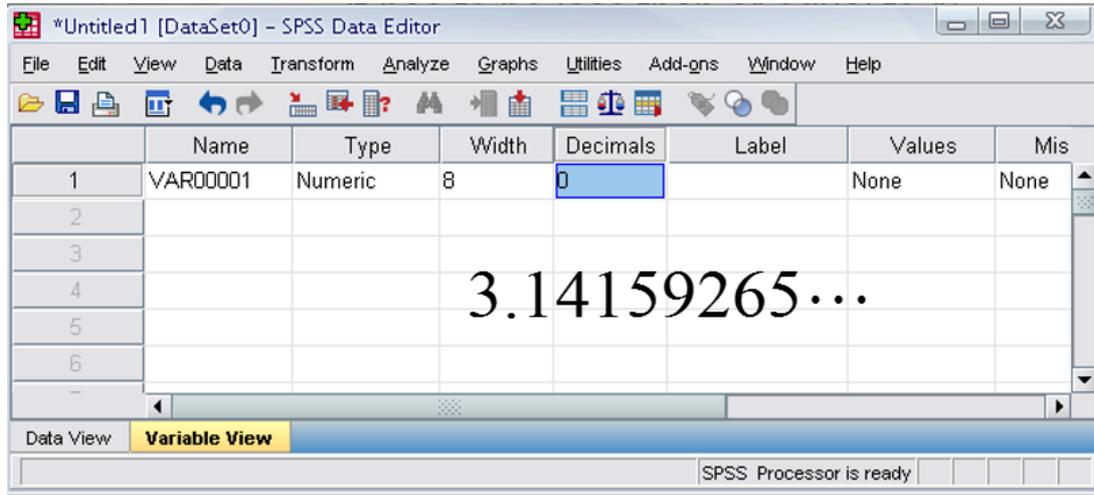 *Untitled1 [DataSet0] - SPSS Data Editor
File Edit View Data Transform Analyze Graphs Utilities Add-ons Window Help
Name Type Width Decimals Label Values Mis
1 VAR00001 Numeric 8 0 None None
2
3
4
3.14159265···
5
6
Data View Variable View
SPSS Processor is ready